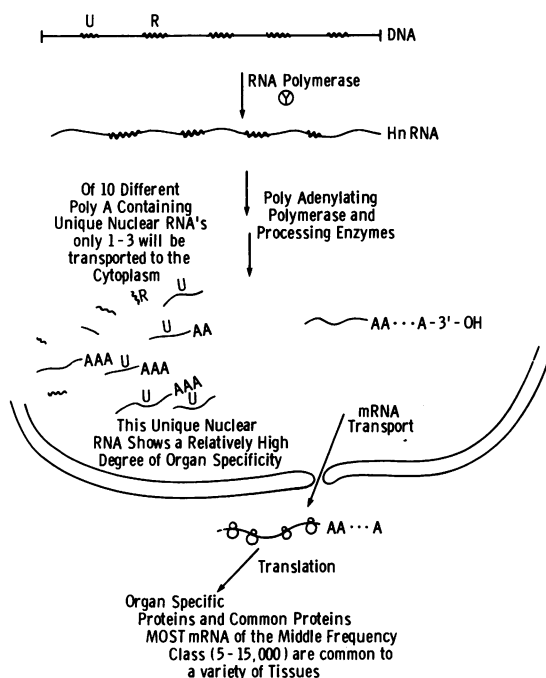 U R
DNA
RNA Polymerase
Y
HnRNA
Of 10 Different
Poly A Containing
Unique Nuclear RNA's
only 1-3 will be
transported to the
Cytoplasm
Poly Adenylating
Polymerase and
Processing Enzymes
R U
U AA
AA···A-3'-OH
AAA U AAA
U AAA
U
This Unique Nuclear
RNA Shows a Relatively High
Degree of Organ Specificity
mRNA
Transport
AA···A
Translation
Organ Specific
Proteins and Common Proteins
MOST mRNA of the Middle Frequency
Class (5-15,000) are common to
a variety of Tissues